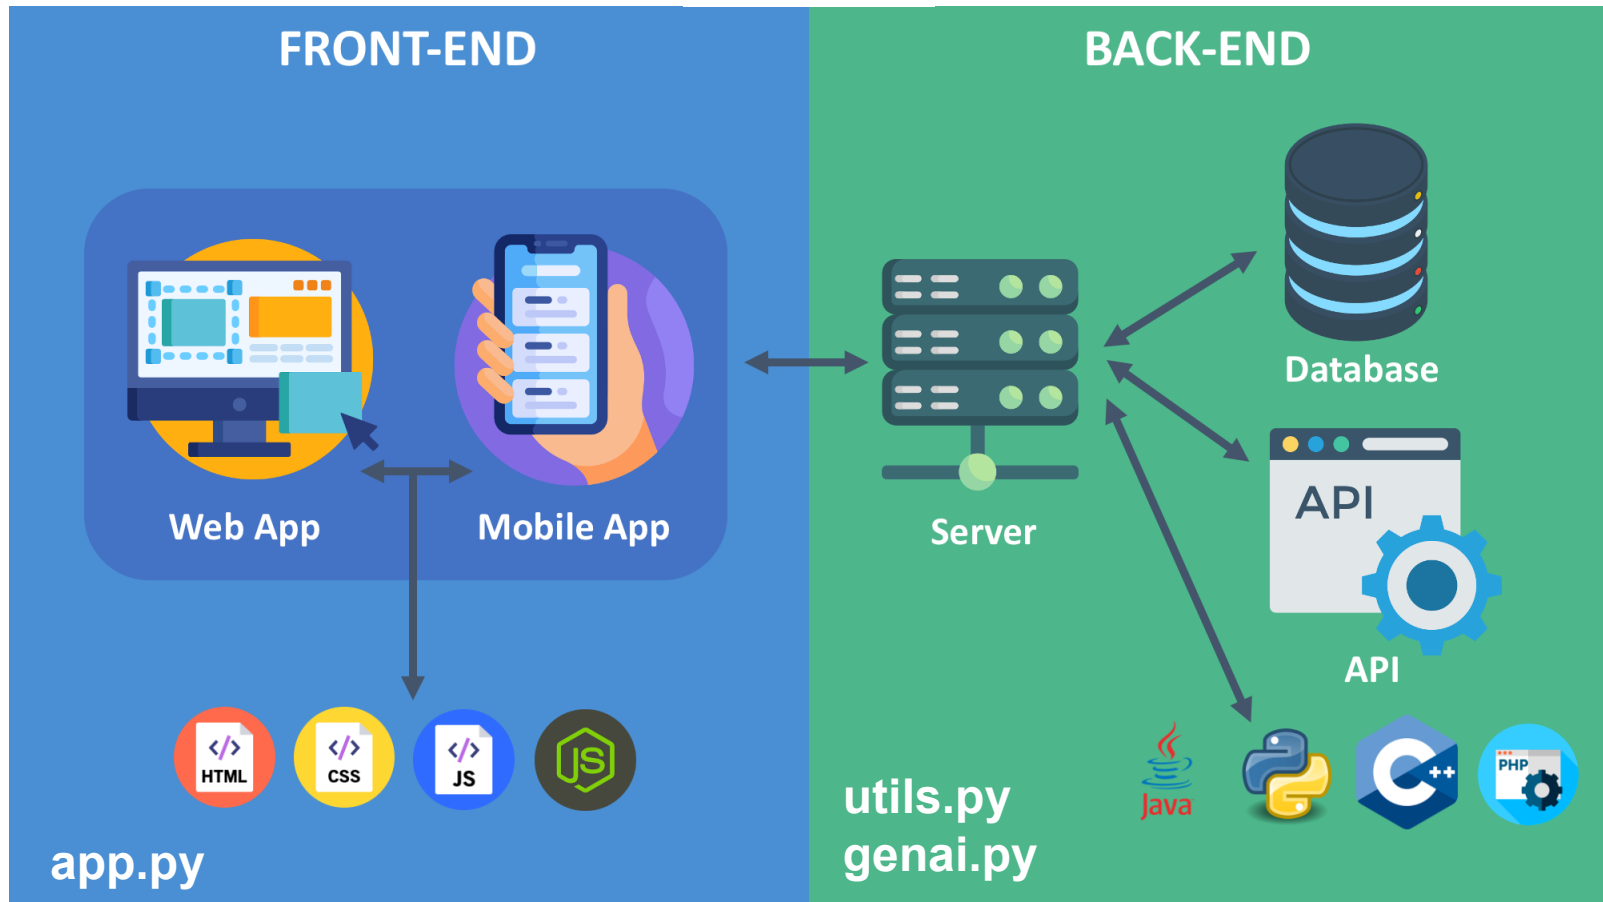 FRONT-END
Web App
Mobile App
</> HTML
</> CSS
</> JS
JS
app.py
BACK-END
Server
Database
API
API
Java
C++
PHP
utils.py
genai.py